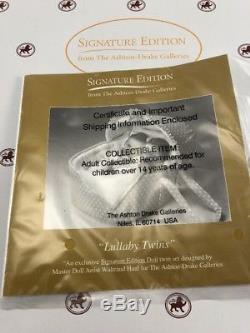 SIGNATURE EDITION
from The Ashton-Drake Galleries
SIGNATURE EDITION
from The Ashton-Drake Galleries
Certificate and Important
Shipping Information Enclosed
COLLECTIBLE ITEM:
Adult Collectible: Recommended for
children over 14 years of age.
The Ashton Drake Galleries
Niles, IL 60714 USA
"Lullaby Twins"
An exclusive Signature Edition Doll twin set designed by
Master Doll Artist Waltraud Hanl for The Ashton-Drake Galleries.